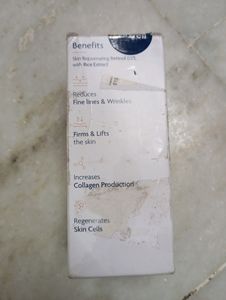 Benefits
Skin Rejuvenating Retinol 0.5%
with Rice Extract
Reduces
Fine lines & Wrinkles
Firms & Lifts
the skin
Increases
Collagen Production
Regenerates
Skin Cells